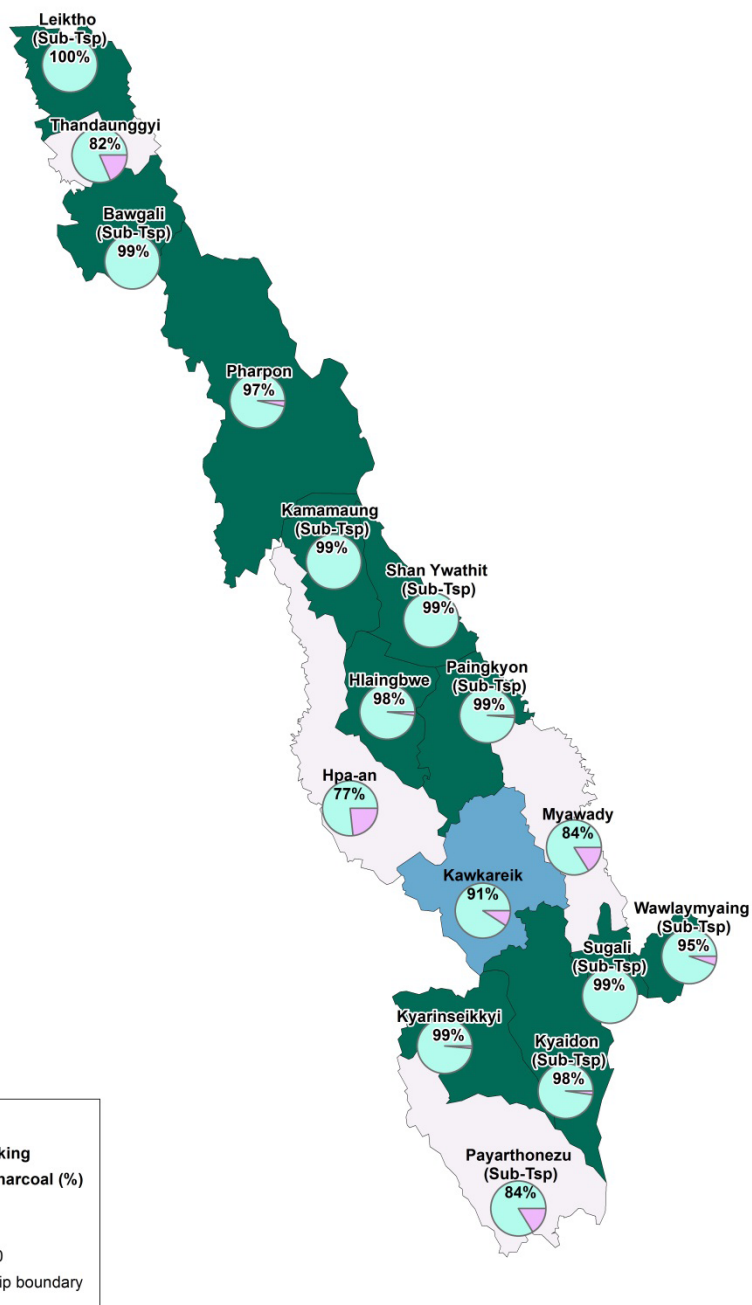 Leiktho
(Sub-Tsp)
100%
Thandaunggyi
82%
Bawgali
(Sub-Tsp)
99%
Pharpon
97%
Kamamaung
(Sub-Tsp)
99%
Shan Ywathit
(Sub-Tsp)
99%
Hlaingbwe
98%
Paingkyon
(Sub-Tsp)
99%
Hpa-an
77%
Myawady
84%
Kawkareik
91%
Wawlaymyaing
(Sub-Tsp)
95%
Sugali
(Sub-Tsp)
99%
Kyarinseikkyi
99%
Kyaidon
(Sub-Tsp)
98%
Payarthonezu
(Sub-Tsp)
84%
king
harcoal (%)
0
ip boundary